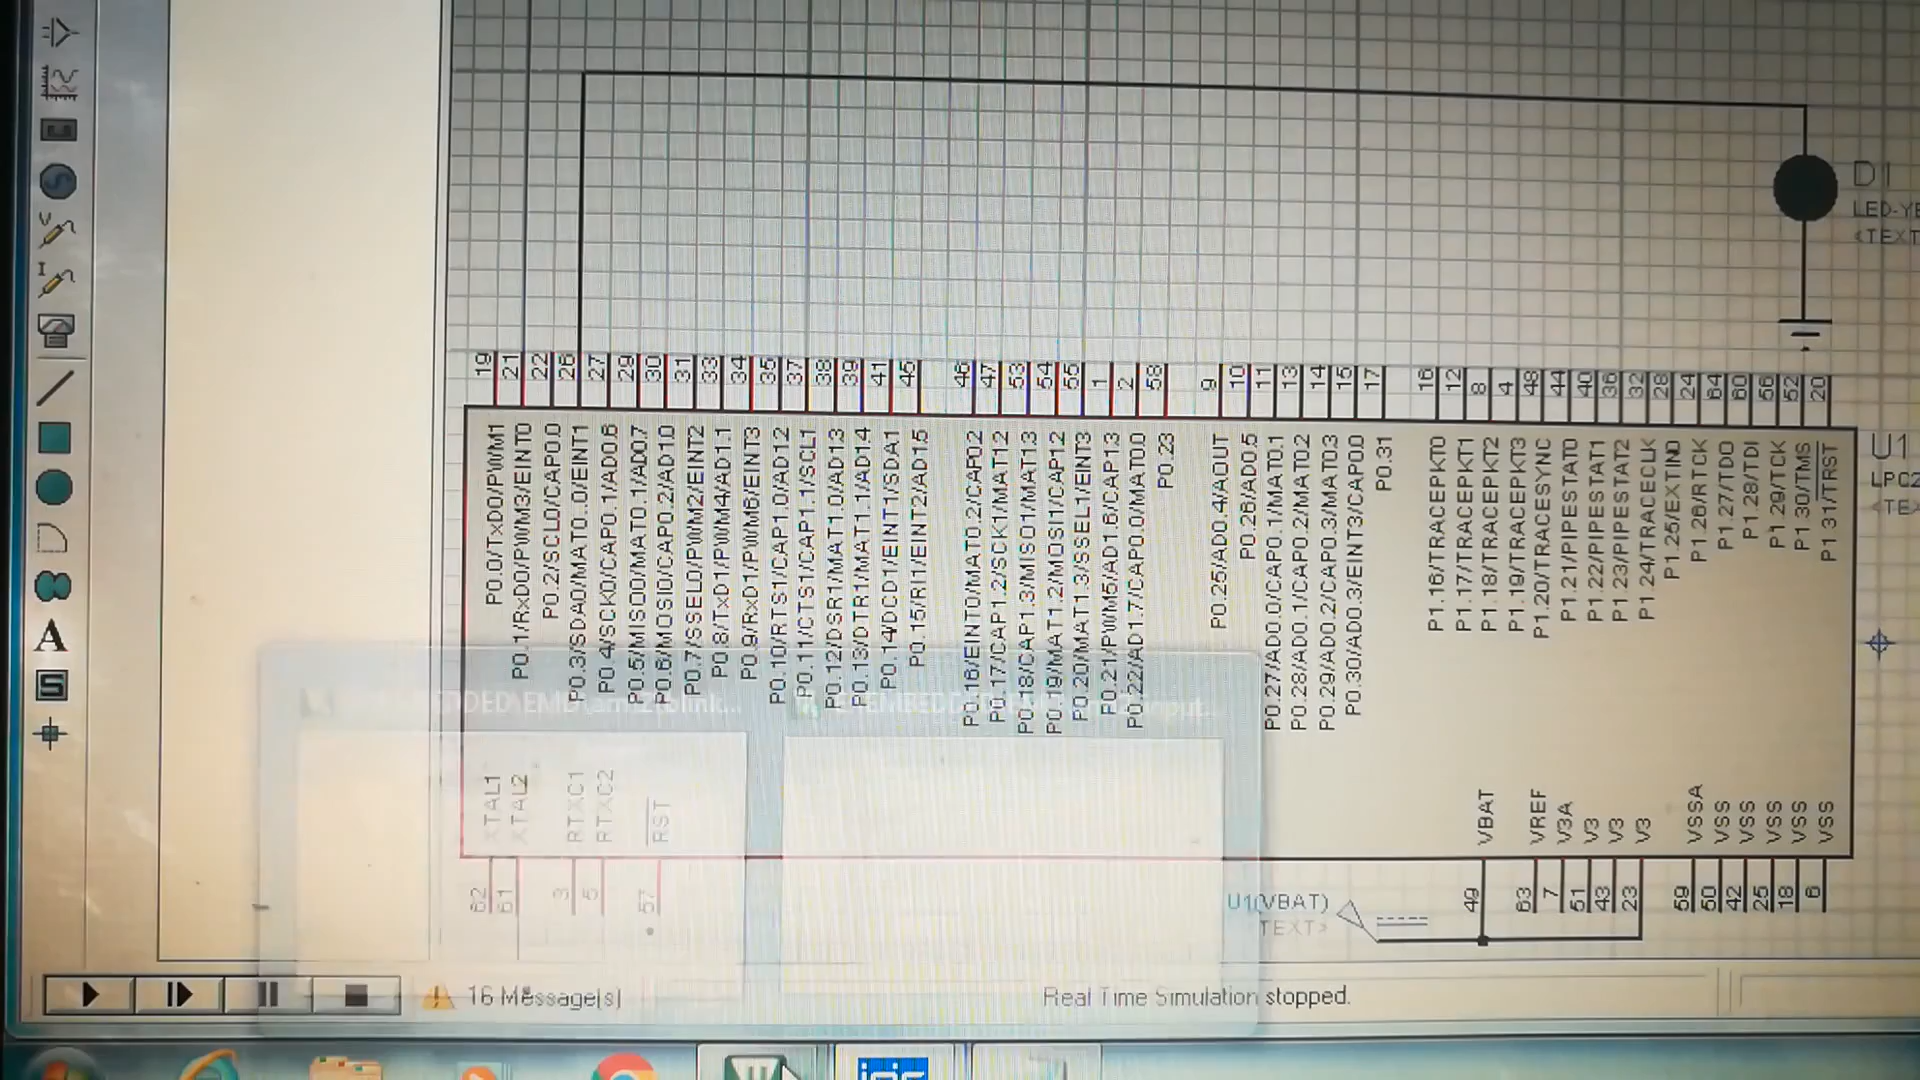 19
21
22
26
27
29
30
31
33
34
35
37
38
39
41
45
46
47
53
54
55
1
2
58
9
10
11
13
14
15
17
16
12
8
4
48
44
40
36
32
28
24
64
60
56
52
20
P0.0/TxD0/PWM1
P0.1/RxD0/PWM3/EINT0
P0.2/SCL0/CAP0.0
P0.3/SDA0/MAT0.0/EINT1
P0.4/SCK0/CAP0.1/AD0.6
P0.5/MISO0/MAT0.1/AD0.7
P0.6/MOSI0/CAP0.2/AD1.0
P0.7/SSEL0/PWM2/EINT2
P0.8/TxD1/PWM4/AD1.1
P0.9/RxD1/PWM6/EINT3
P0.10/RTS1/CAP1.0/AD1.2
P0.11/CTS1/CAP1.1/SCL1
P0.12/DSR1/MAT1.0/AD1.3
P0.13/DTR1/MAT1.1/AD1.4
P0.14/DCD1/EINT1/SDA1
P0.15/RI1/EINT2/AD1.5
P0.16/EINT0/MAT0.2/CAP0.2
P0.17/CAP1.2/SCK1/MAT1.2
P0.18/CAP1.3/MISO1/MAT1.3
P0.19/MAT1.2/MOSI1/CAP1.2
P0.20/MAT1.3/SSEL1/EINT3
P0.21/PWM5/AD1.6/CAP1.3
P0.22/AD1.7/CAP0.0/MAT0.0
P0.23
P0.25/AD0.4/AOUT
P0.26/AD0.5
P0.27/AD0.0/CAP0.1/MAT0.1
P0.28/AD0.1/CAP0.2/MAT0.2
P0.29/AD0.2/CAP0.3/MAT0.3
P0.30/AD0.3/EINT3/CAP0.0
P0.31
P1.16/TRACEPKT0
P1.17/TRACEPKT1
P1.18/TRACEPKT2
P1.19/TRACEPKT3
P1.20/TRACESYNC
P1.21/PIPESTAT0
P1.22/PIPESTAT1
P1.23/PIPESTAT2
P1.24/TRACECLK
P1.25/EXTIN0
P1.26/RTCK
P1.27/TDO
P1.28/TDI
P1.29/TCK
P1.30/TMS
P1.31/TRST
D1
LED-YE
<TEXT
U1
LPC2
<TE
XTAL1
XTAL2
RTXC1
RTXC2
RST
VBAT
VREF
V3A
V3
V3
V3
VSSA
VSS
VSS
VSS
VSS
VSS
62
61
3
5
57
49
63
7
51
43
23
59
50
42
25
18
6
U1(VBAT)
TEXT>
16 Message(s)
Real Time Simulation stopped.